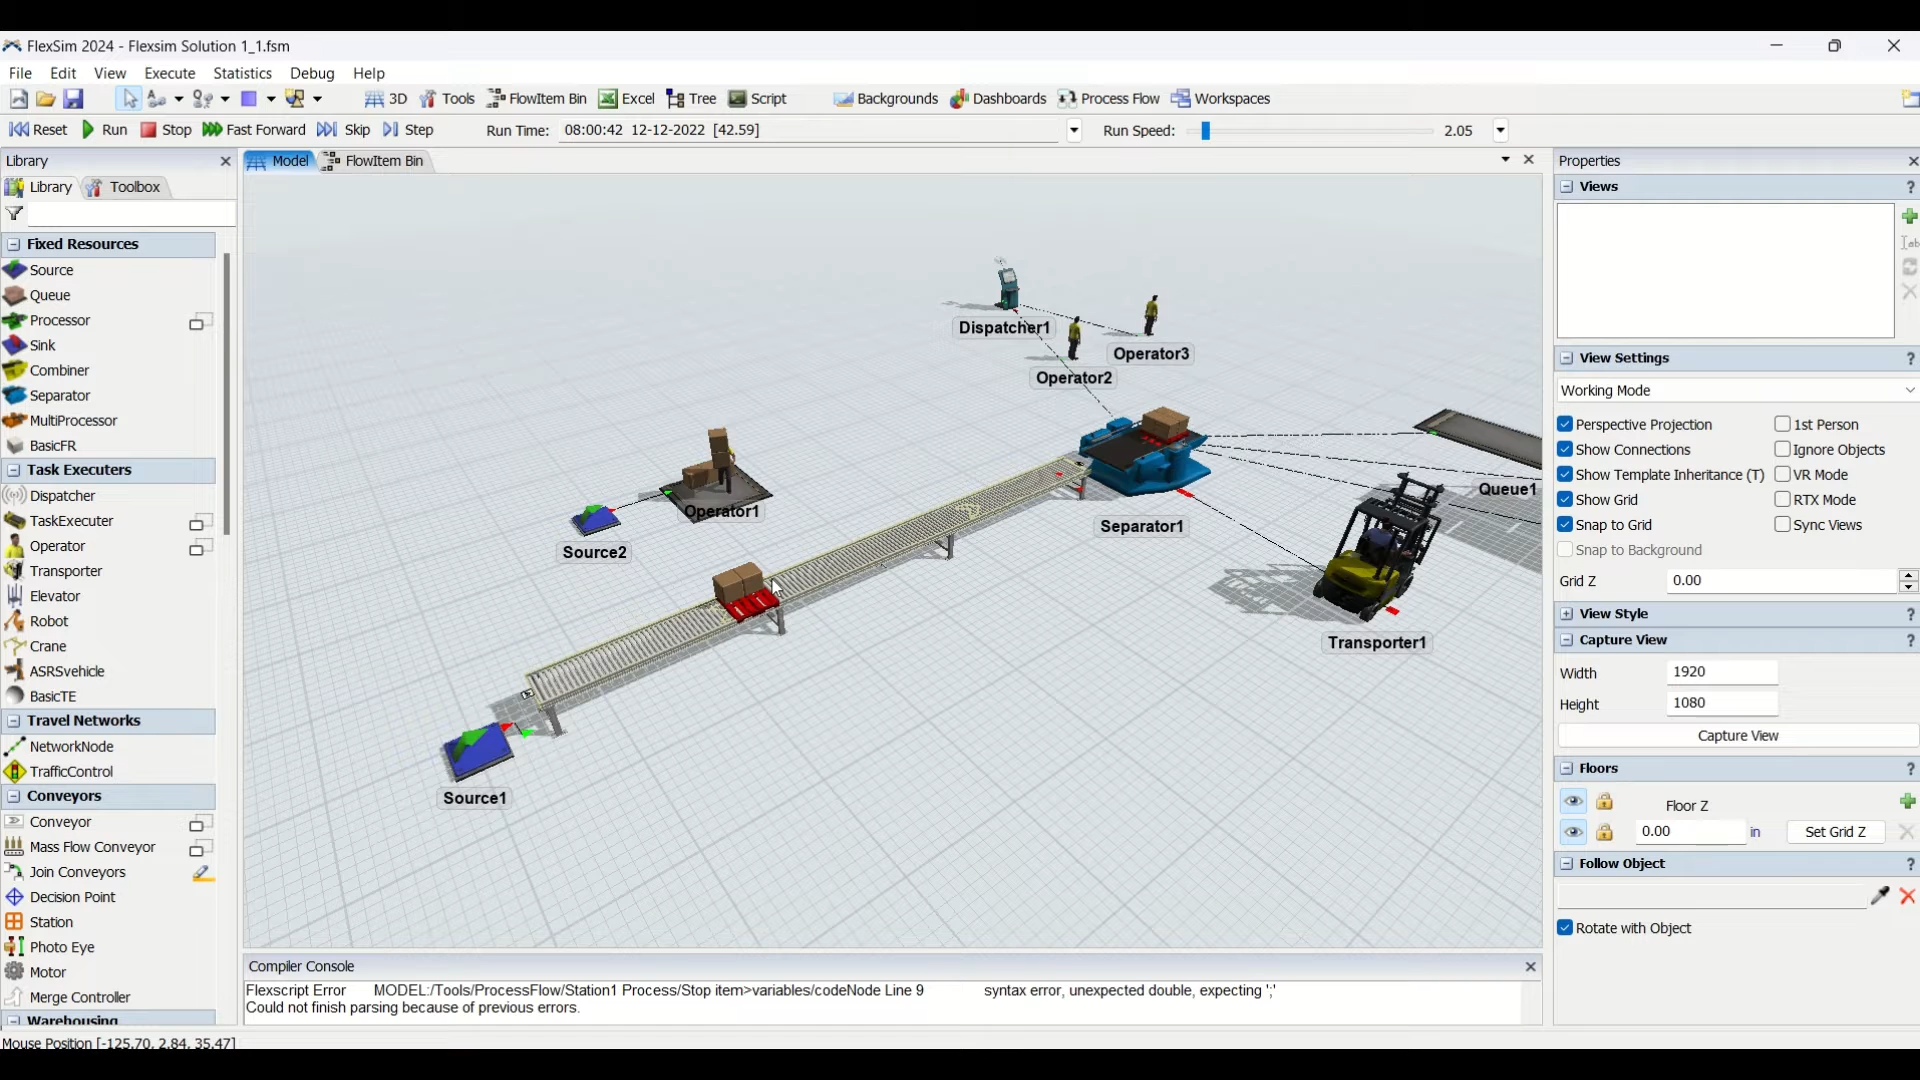 FlexSim 2024 - Flexsim Solution 1_1.fsm
File Edit View Execute Statistics Debug Help
3D Tools FlowItem Bin Excel Tree Script Backgrounds Dashboards Process Flow Workspaces
Reset Run Stop Fast Forward Skip Step Run Time: 08:00:42 12-12-2022 [42.59] Run Speed: 2.05
Library
Library Toolbox
Fixed Resources
Source
Queue
Processor
Sink
Combiner
Separator
MultiProcessor
BasicFR
Task Executers
Dispatcher
TaskExecuter
Operator
Transporter
Elevator
Robot
Crane
ASRSvehicle
BasicTE
Travel Networks
NetworkNode
TrafficControl
Conveyors
Conveyor
Mass Flow Conveyor
Join Conveyors
Decision Point
Station
Photo Eye
Motor
Merge Controller
Warehousing
Mouse Position [-125.70, 2.84, 35.47]
Model FlowItem Bin
Dispatcher1
Operator3
Operator2
Queue1
Operator1
Separator1
Source2
Transporter1
Source1
Compiler Console
Flexscript Error MODEL:/Tools/ProcessFlow/Station1 Process/Stop item>variables/codeNode Line 9 syntax error, unexpected double, expecting ';'
Could not finish parsing because of previous errors.
Properties
Views
View Settings
Working Mode
Perspective Projection 1st Person
Show Connections Ignore Objects
Show Template Inheritance (T) VR Mode
Show Grid RTX Mode
Snap to Grid Sync Views
Snap to Background
Grid Z 0.00
View Style
Capture View
Width 1920
Height 1080
Capture View
Floors
Floor Z
0.00 in Set Grid Z
Follow Object
Rotate with Object